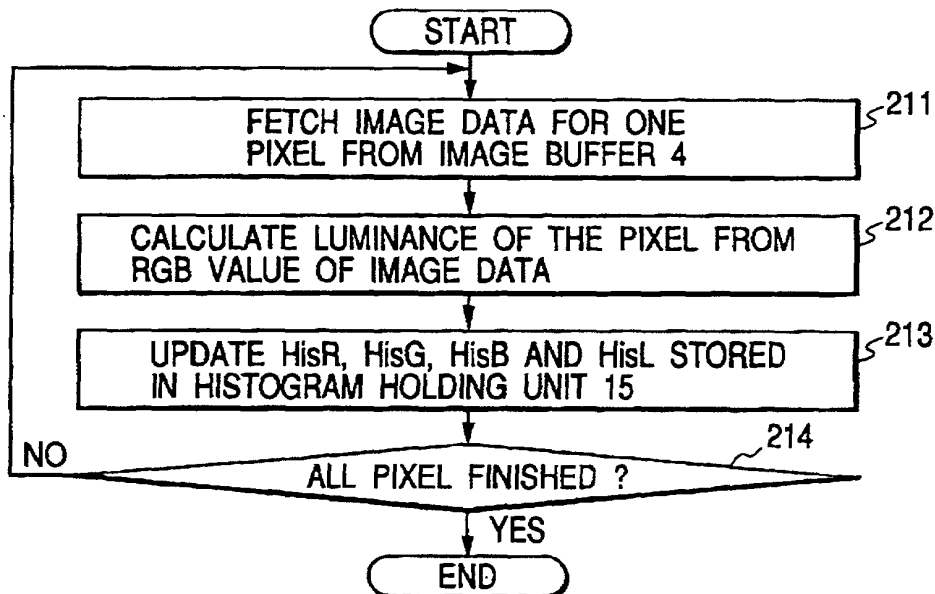 START
FETCH IMAGE DATA FOR ONE
PIXEL FROM IMAGE BUFFER 4
211
CALCULATE LUMINANCE OF THE PIXEL FROM
RGB VALUE OF IMAGE DATA
212
UPDATE HisR, HisG, HisB AND HisL STORED
IN HISTOGRAM HOLDING UNIT 15
213
NO
ALL PIXEL FINISHED ?
214
YES
END